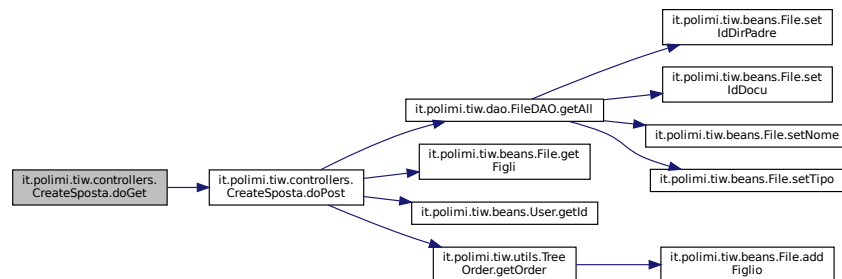 it.polimi.tiw.controllers.
CreateSposta.doGet
it.polimi.tiw.controllers.
CreateSposta.doPost
it.polimi.tiw.dao.FileDAO.getAll
it.polimi.tiw.beans.File.get
Figli
it.polimi.tiw.beans.User.getId
it.polimi.tiw.utils.Tree
Order.getOrder
it.polimi.tiw.beans.File.set
IdDirPadre
it.polimi.tiw.beans.File.set
IdDocu
it.polimi.tiw.beans.File.setNome
it.polimi.tiw.beans.File.setTipo
it.polimi.tiw.beans.File.add
Figlio